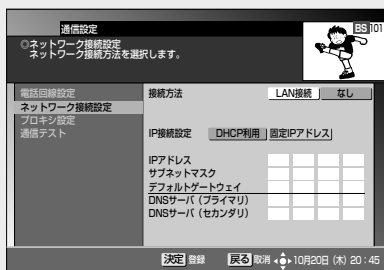 通信設定
BS 101
◎ネットワーク接続設定
ネットワーク接続方法を選択します。
電話回線設定
ネットワーク接続設定
プロキシ設定
通信テスト
接続方法 LAN接続 なし
IP接続設定 DHCP利用 固定IPアドレス
IPアドレス
サブネットマスク
デフォルトゲートウェイ
DNSサーバ（プライマリ）
DNSサーバ（セカンダリ）
決定 登録 戻る 取消 10月20日 (木) 20：45